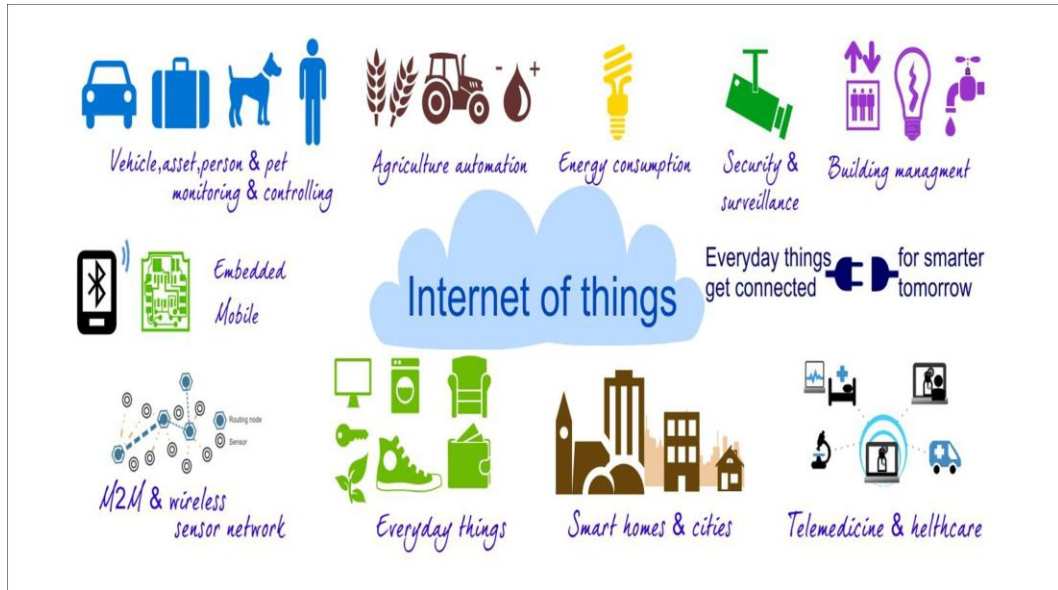 - +
Vehicle,asset,person & pet
monitoring & controlling
Agriculture automation
Energy consumption
Security &
surveillance
Building managment
Embedded
Mobile
Internet of things
Everyday things
get connected
for smarter
tomorrow
Routing node
Sensor
M2M & wireless
sensor network
Everyday things
Smart homes & cities
Telemedicine & helthcare